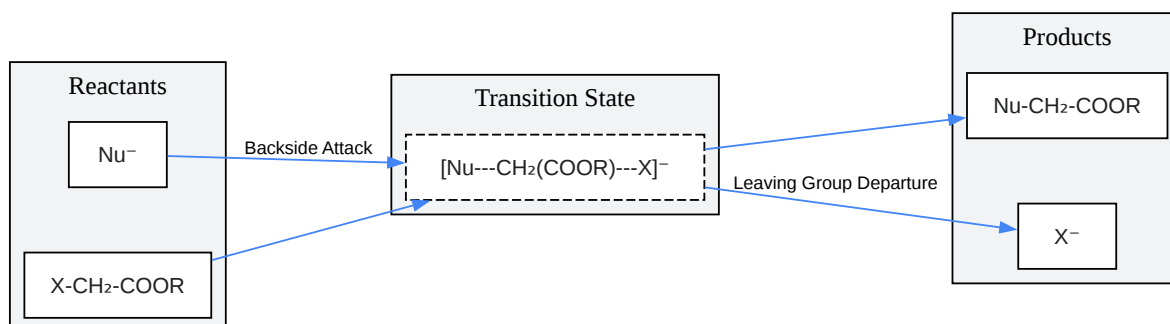 Reactants
Nu⁻
X-CH₂-COOR
Backside Attack
Transition State
[Nu---CH₂(COOR)---X]⁻
Leaving Group Departure
Products
Nu-CH₂-COOR
X⁻